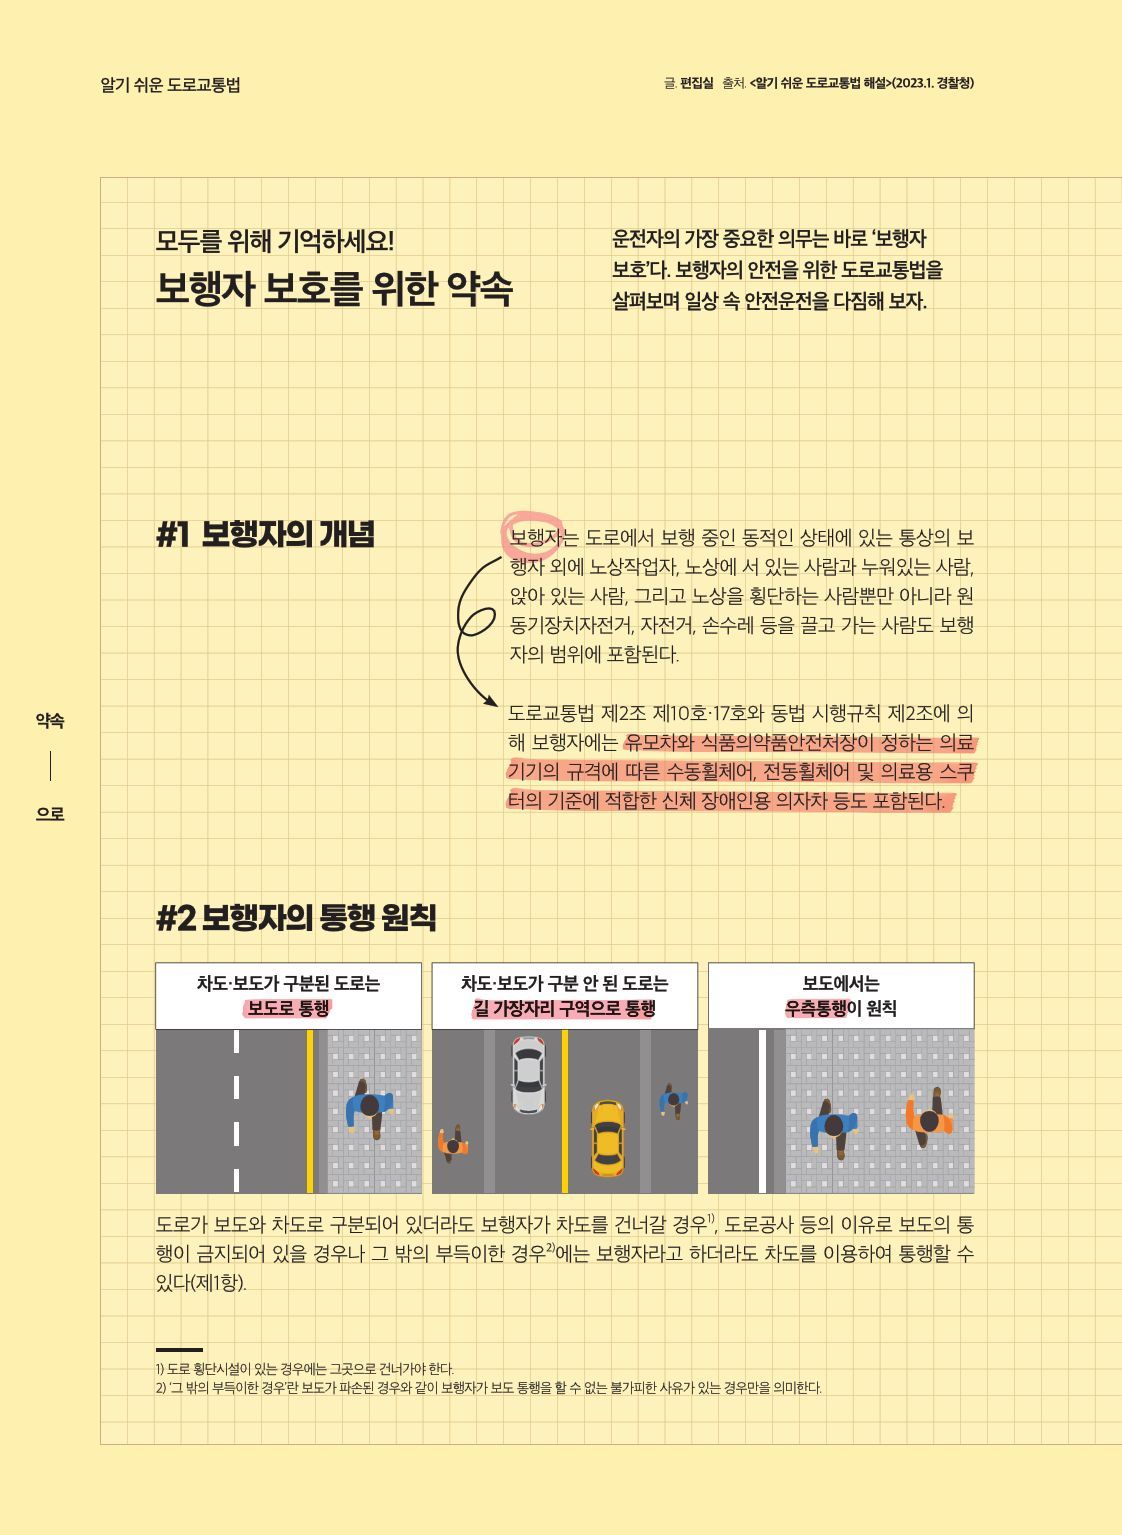 알기 쉬운 도로교통법
글. 편집실 출처. <알기 쉬운 도로교통법 해설>(2023.1. 경찰청)
모두를 위해 기억하세요!
보행자 보호를 위한 약속
운전자의 가장 중요한 의무는 바로 ‘보행자
보호’다. 보행자의 안전을 위한 도로교통법을
살펴보며 일상 속 안전운전을 다짐해 보자.
#1 보행자의 개념
보행자는 도로에서 보행 중인 동적인 상태에 있는 통상의 보
행자 외에 노상작업자, 노상에 서 있는 사람과 누워있는 사람,
앉아 있는 사람, 그리고 노상을 횡단하는 사람뿐만 아니라 원
동기장치자전거, 자전거, 손수레 등을 끌고 가는 사람도 보행
자의 범위에 포함된다.
도로교통법 제2조 제10호·17호와 동법 시행규칙 제2조에 의
해 보행자에는 유모차와 식품의약품안전처장이 정하는 의료
기기의 규격에 따른 수동휠체어, 전동휠체어 및 의료용 스쿠
터의 기준에 적합한 신체 장애인용 의자차 등도 포함된다.
약속
으로
#2 보행자의 통행 원칙
차도·보도가 구분된 도로는
보도로 통행
차도·보도가 구분 안 된 도로는
길 가장자리 구역으로 통행
보도에서는
우측통행이 원칙
도로가 보도와 차도로 구분되어 있더라도 보행자가 차도를 건너갈 경우1), 도로공사 등의 이유로 보도의 통
행이 금지되어 있을 경우나 그 밖의 부득이한 경우2)에는 보행자라고 하더라도 차도를 이용하여 통행할 수
있다(제1항).
1) 도로 횡단시설이 있는 경우에는 그곳으로 건너가야 한다.
2) ‘그 밖의 부득이한 경우’란 보도가 파손된 경우와 같이 보행자가 보도 통행을 할 수 없는 불가피한 사유가 있는 경우만을 의미한다.